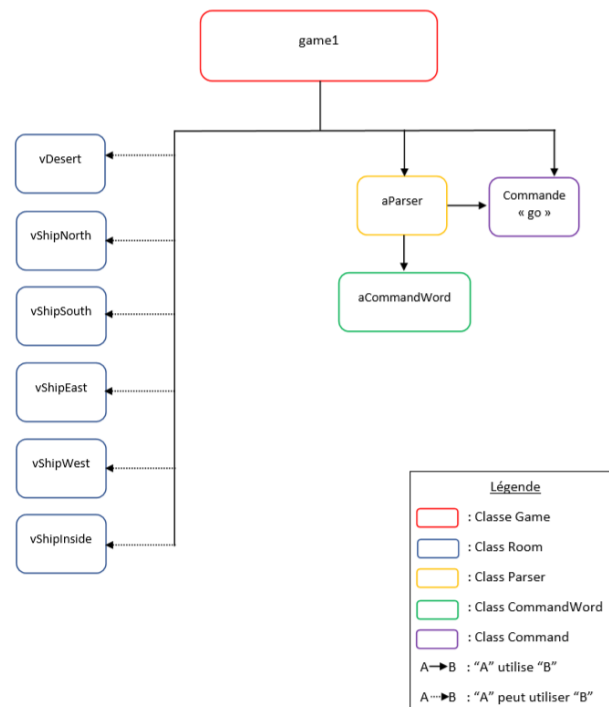 game1
vDesert
vShipNorth
vShipSouth
vShipEast
vShipWest
vShipInside
aParser
Commande
« go »
aCommandWord
Légende
: Classe Game
: Class Room
: Class Parser
: Class CommandWord
: Class Command
A→B : “A” utilise “B”
A⇢B : “A” peut utiliser “B”